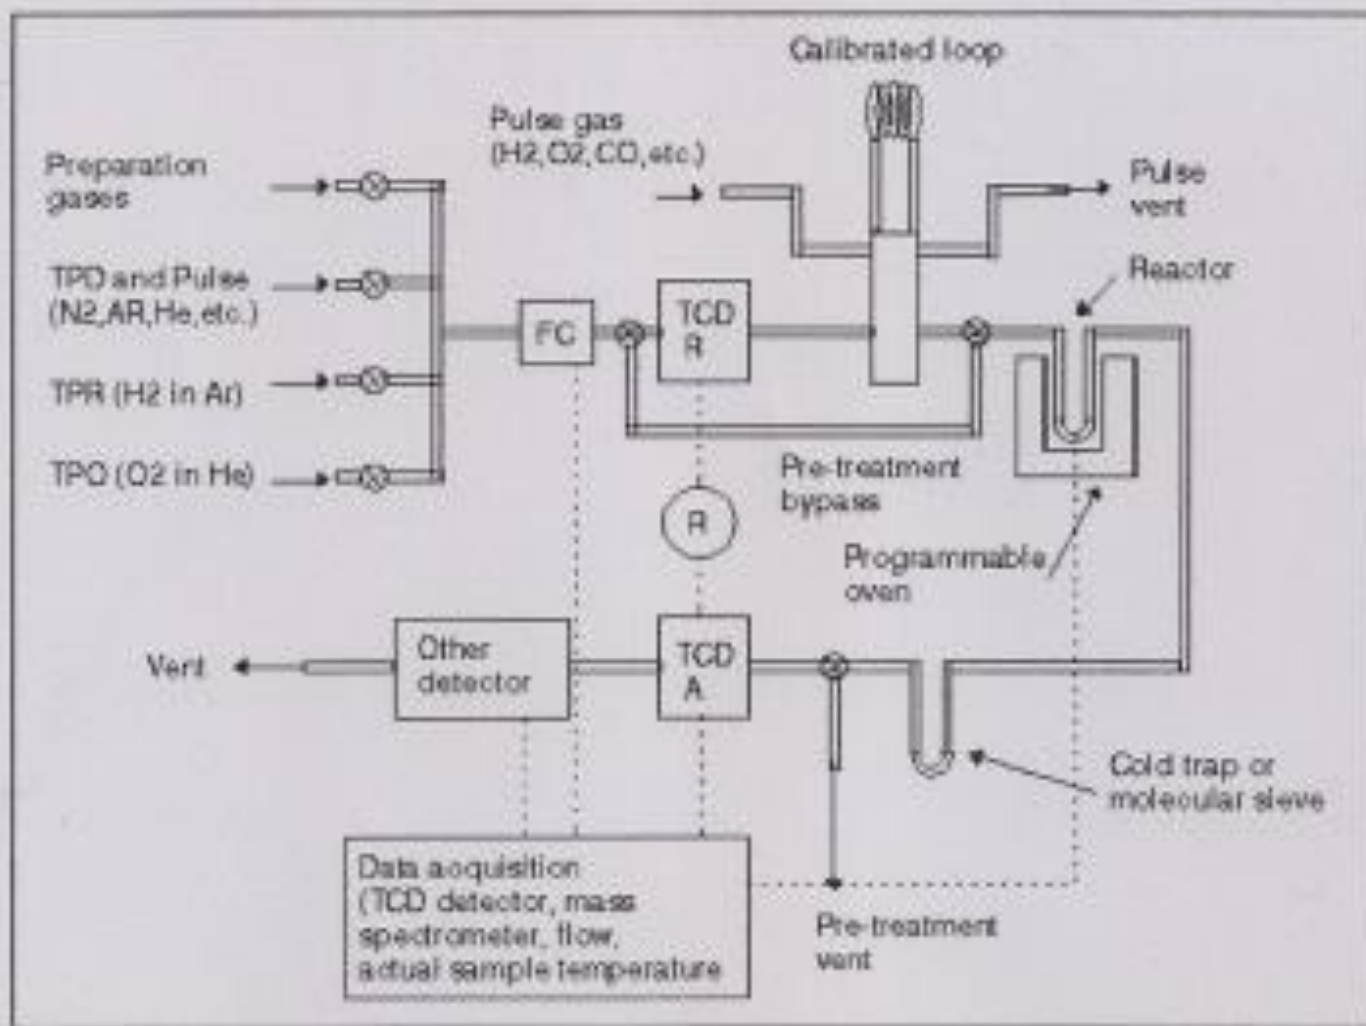 Calibrated loop
Pulse gas
(H2,O2,CO,etc.)
Preparation
gases
Pulse
vent
TPD and Pulse
(N2,AR,He,etc.)
Reactor
FC
TCD
R
TPR (H2 in Ar)
TPO (O2 in He)
Pre-treatment
bypass
R
Programmable
oven
Vent
Other
detector
TCD
A
Cold trap or
molecular sieve
Data acquisition
(TCD detector, mass
spectrometer, flow,
actual sample temperature
Pre-treatment
vent